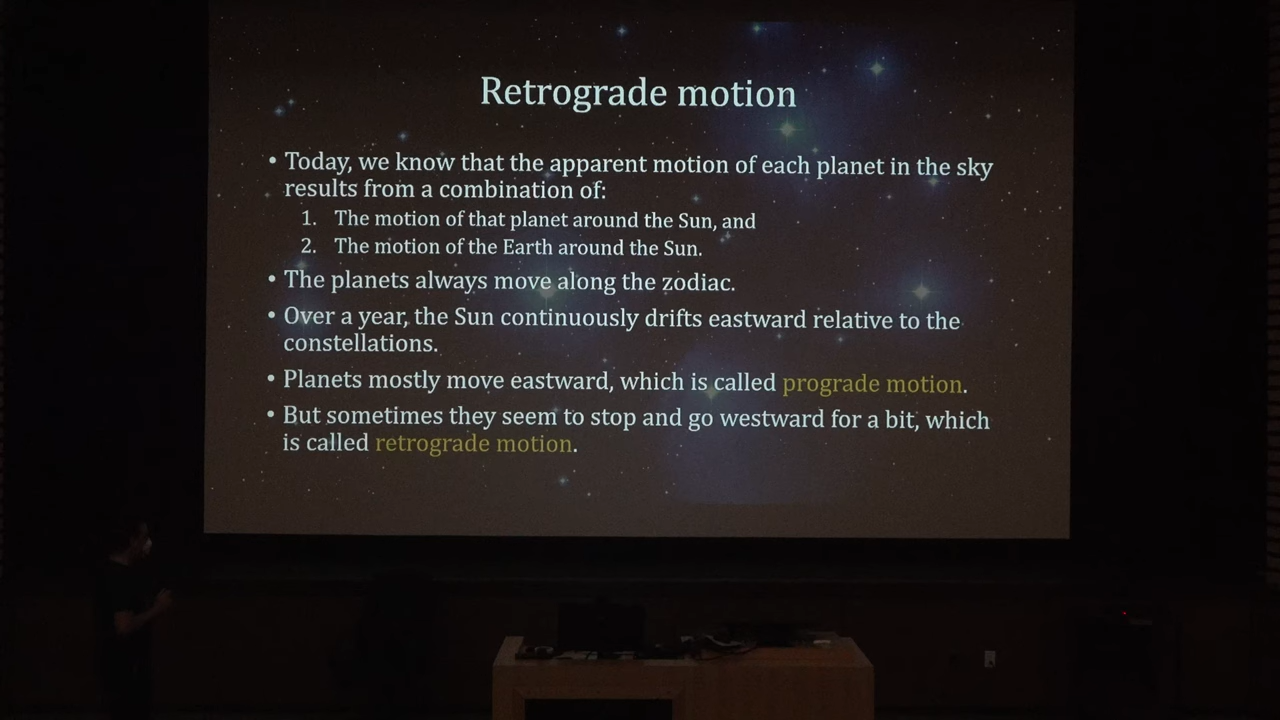 Retrograde motion
• Today, we know that the apparent motion of each planet in the sky
results from a combination of:
1. The motion of that planet around the Sun, and
2. The motion of the Earth around the Sun.
• The planets always move along the zodiac.
• Over a year, the Sun continuously drifts eastward relative to the
constellations.
• Planets mostly move eastward, which is called prograde motion.
• But sometimes they seem to stop and go westward for a bit, which
is called retrograde motion.